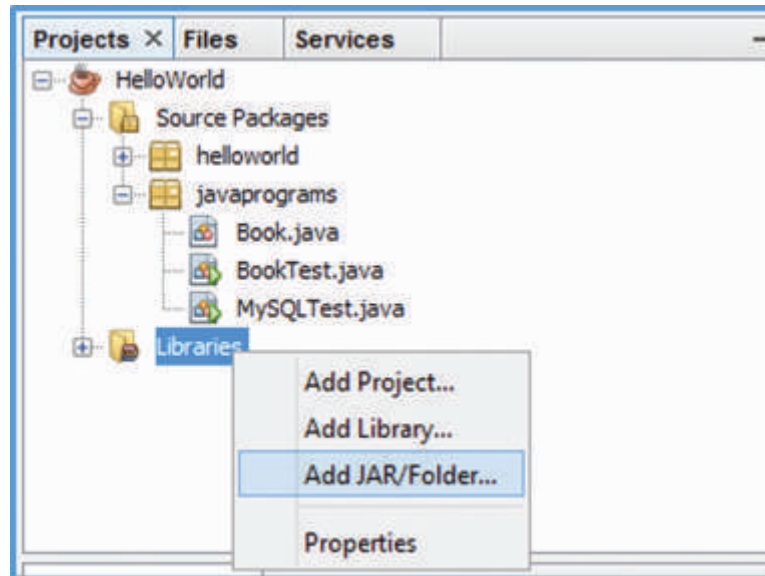 Projects Files Services
HelloWorld
Source Packages
helloworld
javaprograms
Book.java
BookTest.java
MySQLTest.java
Libraries
Add Project...
Add Library...
Add JAR/Folder...
Properties